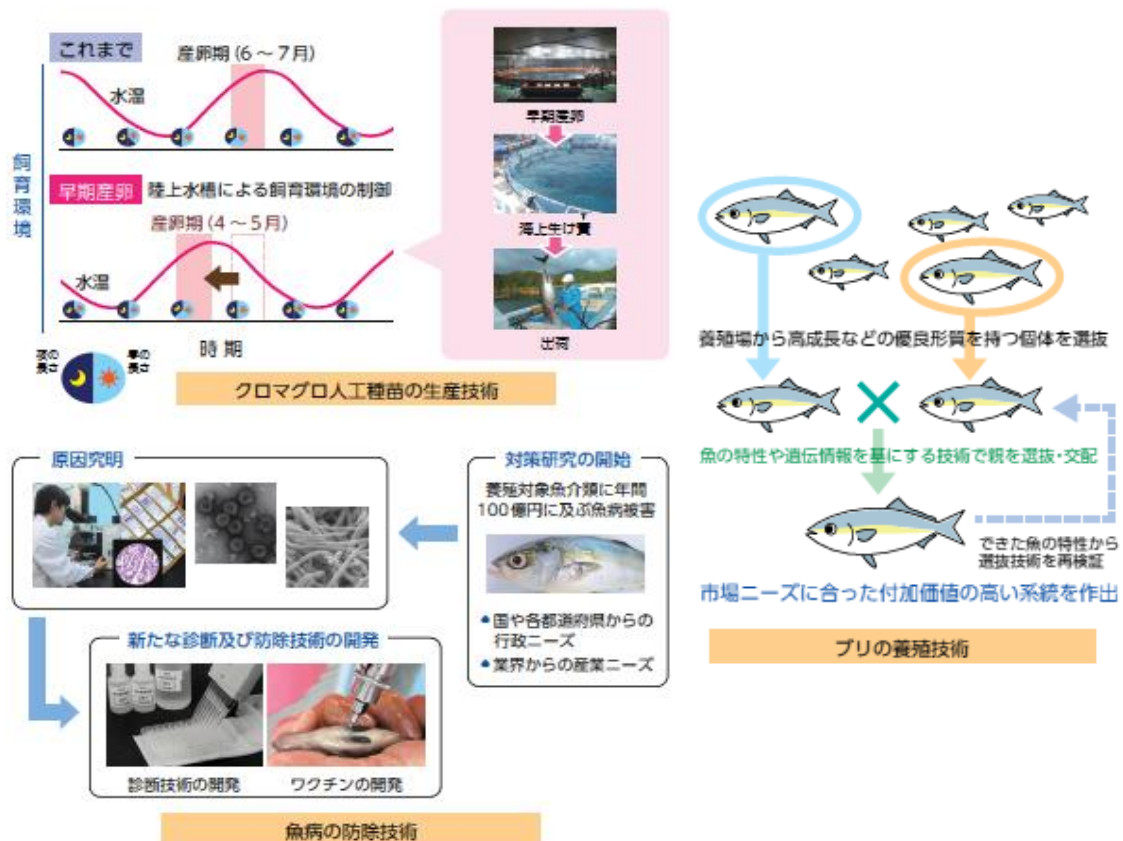 これまで
産卵期(6～7月)
水温
飼育環境
早期産卵
陸上水槽による飼育環境の制御
産卵期(4～5月)
水温
夜の
長さ
昼の
長さ
時期
早期産卵
海上生け簀
出荷
クロマグロ人工種苗の生産技術
養殖場から高成長などの優良形質を持つ個体を選抜
魚の特性や遺伝情報を基にする技術で親を選抜・交配
できた魚の特性から
選抜技術を再検証
市場ニーズに合った付加価値の高い系統を作出
ブリの養殖技術
対策研究の開始
養殖対象魚介類に年間
100億円に及ぶ魚病被害
●国や各都道府県からの
行政ニーズ
●業界からの産業ニーズ
原因究明
新たな診断及び防除技術の開発
診断技術の開発
ワクチンの開発
魚病の防除技術